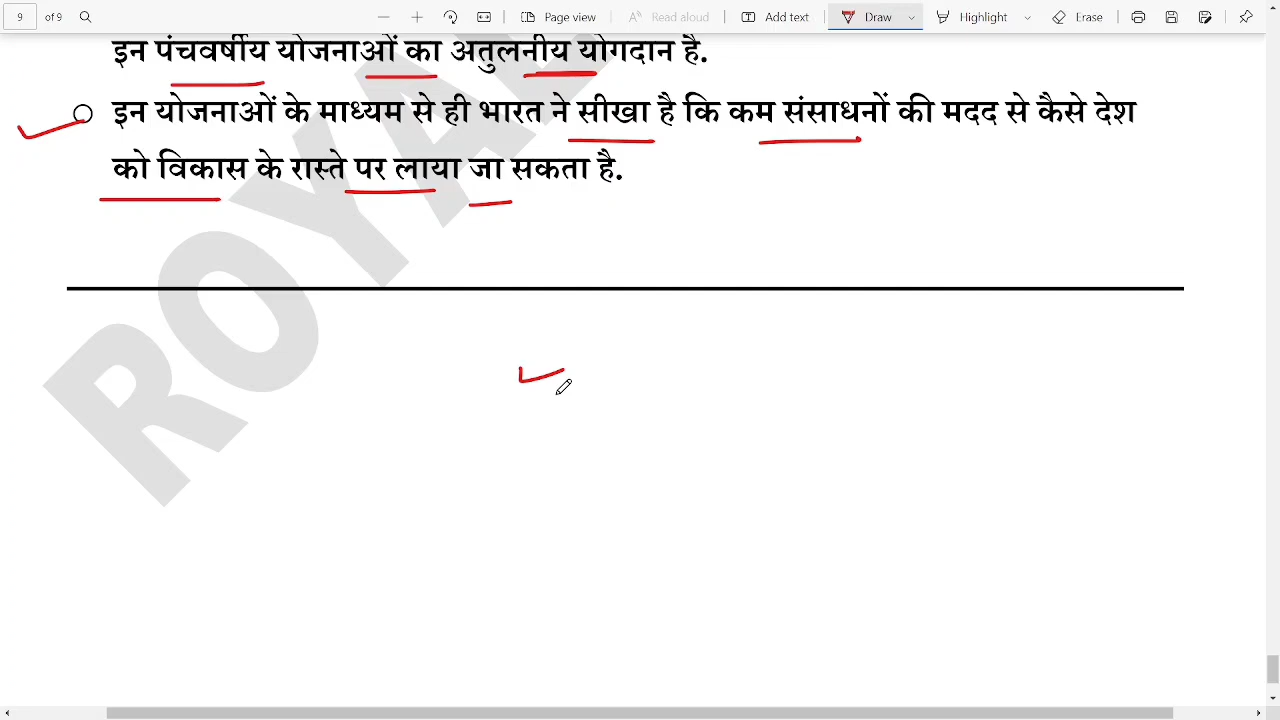 9 of 9 Page view Read aloud Add text Draw Highlight Erase
इन पंचवर्षीय योजनाओं का अतुलनीय योगदान है.
इन योजनाओं के माध्यम से ही भारत ने सीखा है कि कम संसाधनों की मदद से कैसे देश
को विकास के रास्ते पर लाया जा सकता है.
ROYAL